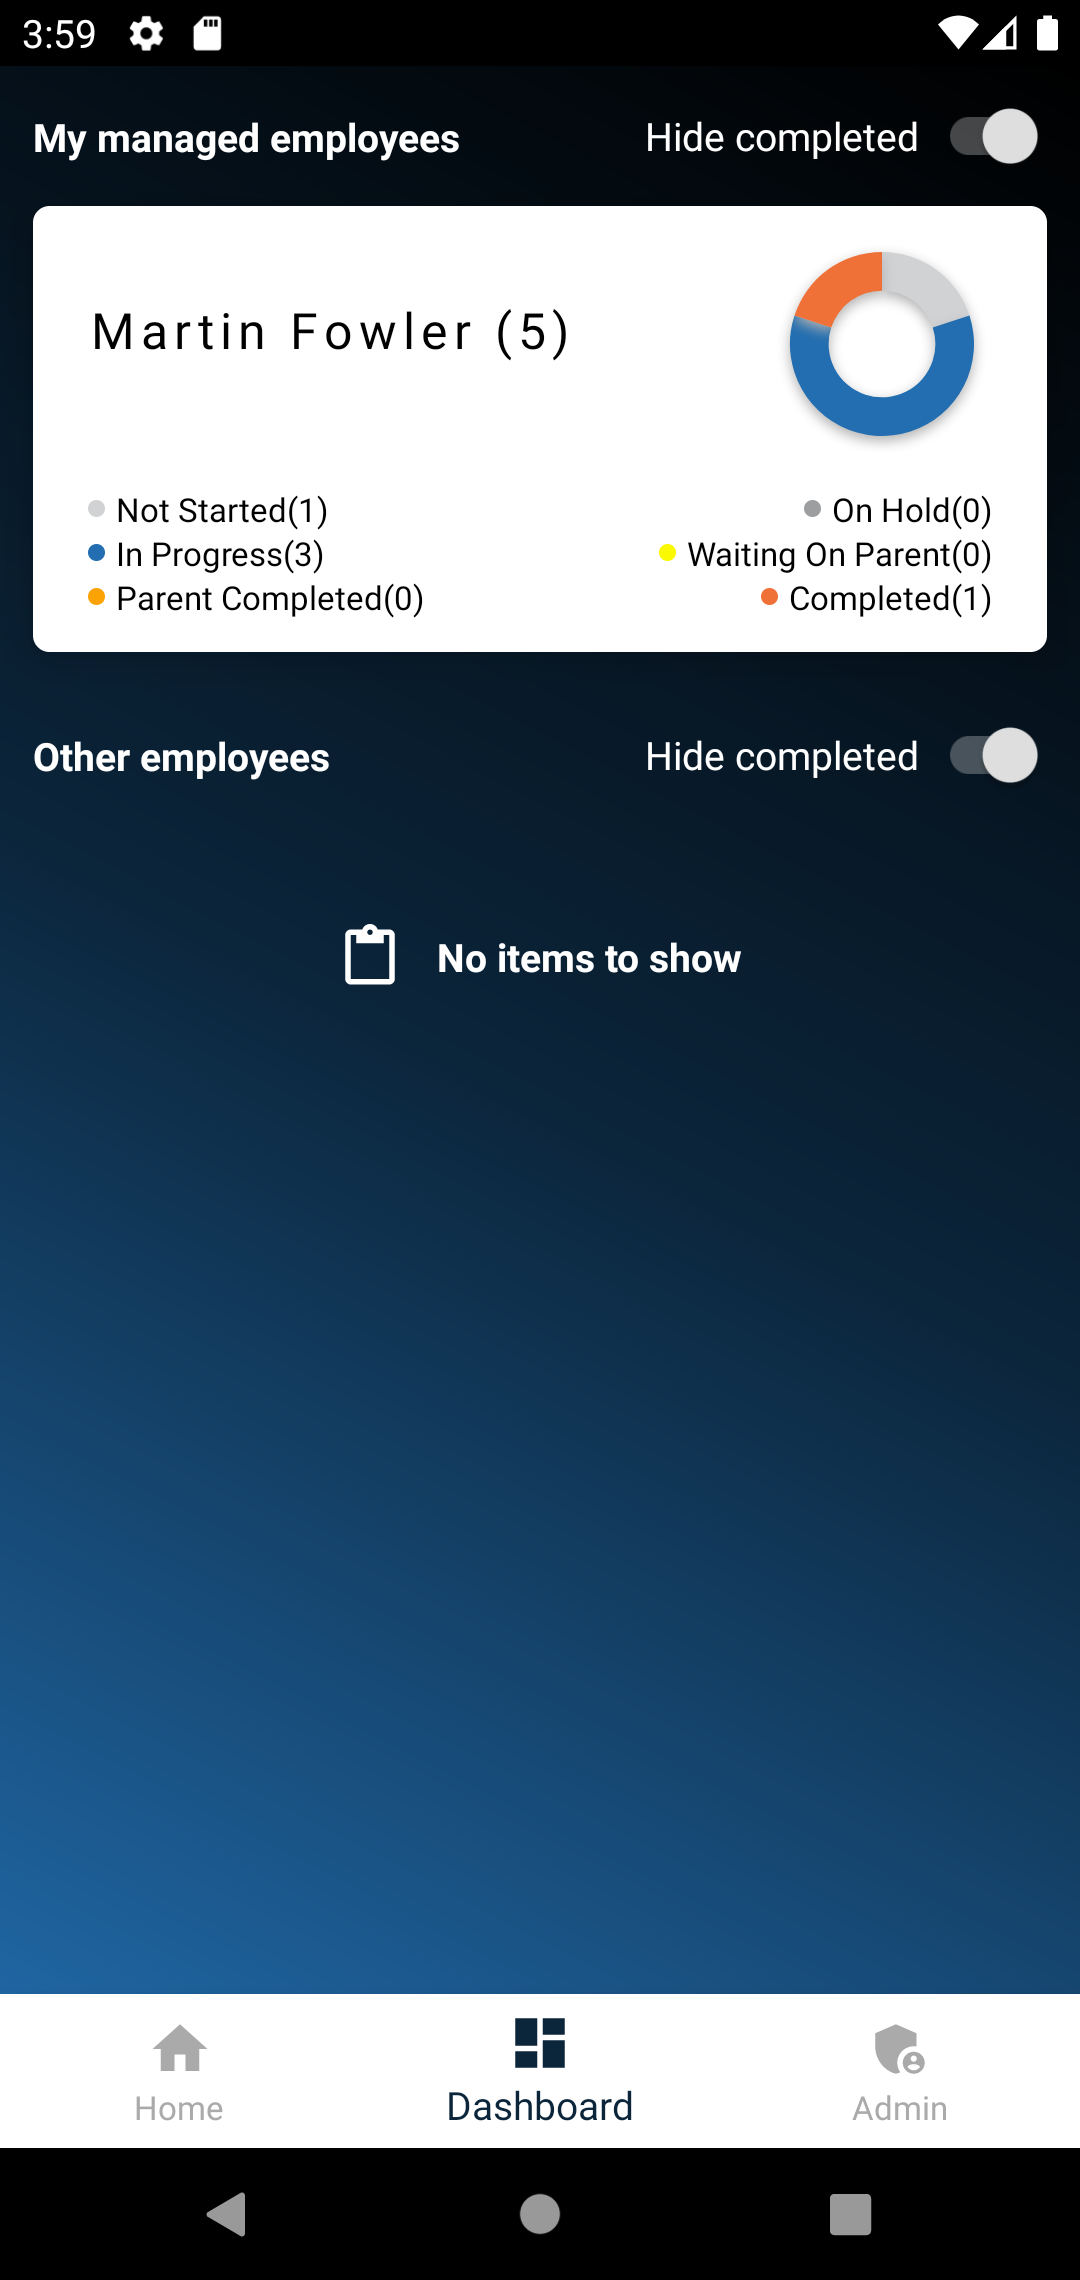 3:59
My managed employees Hide completed
Martin Fowler (5)
Not Started(1) On Hold(0)
In Progress(3) Waiting On Parent(0)
Parent Completed(0) Completed(1)
Other employees Hide completed
No items to show
Home Dashboard Admin